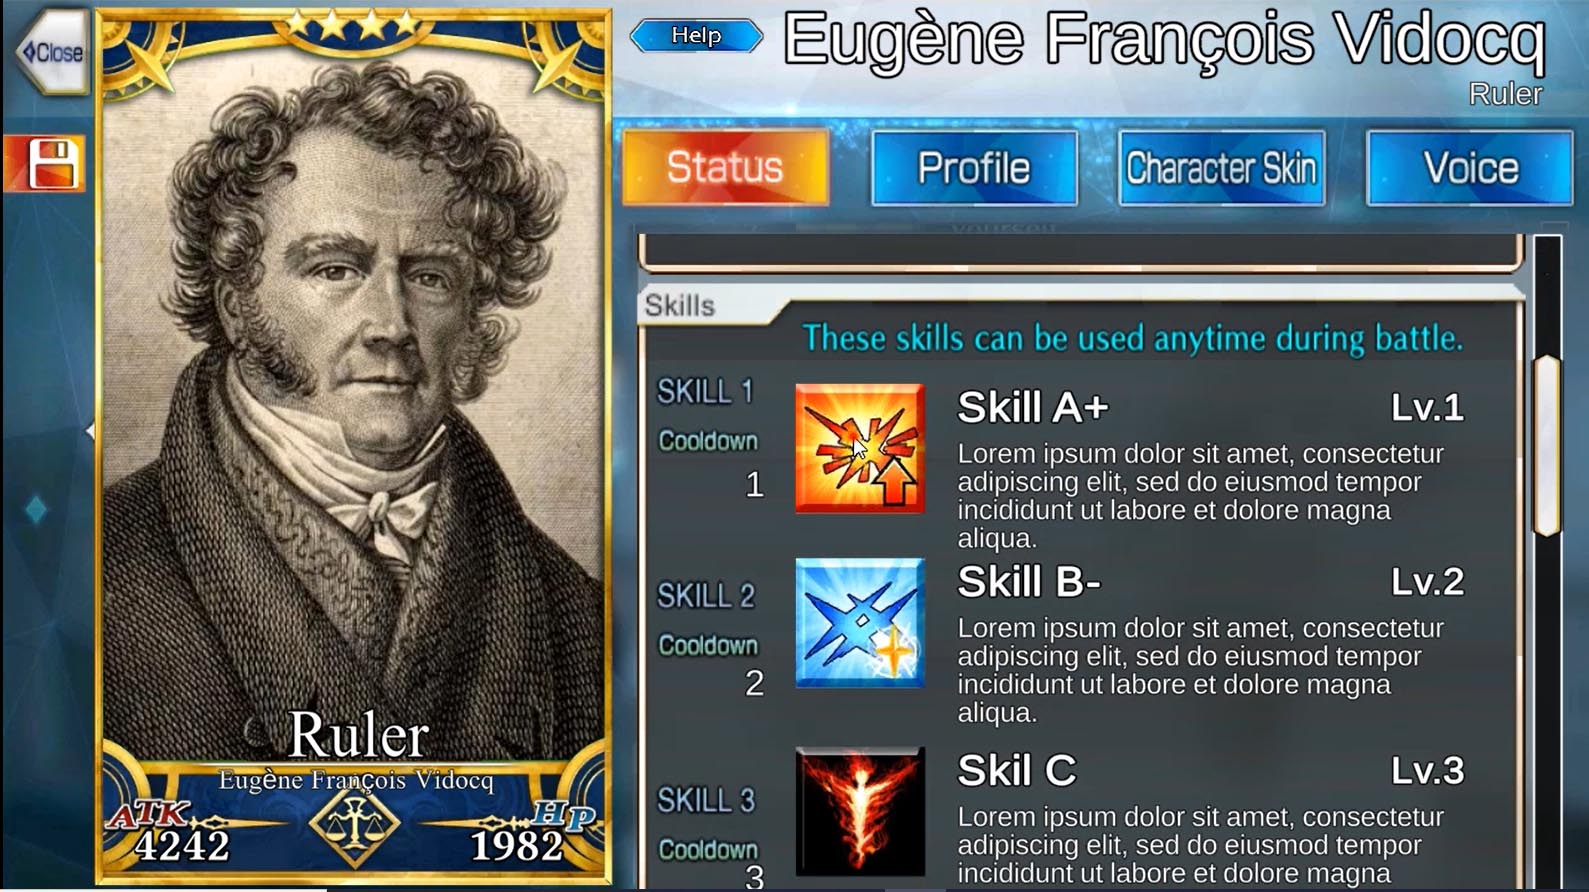 Close
Help
Eugène François Vidocq
Ruler
Status
Profile
Character Skin
Voice
Skills
These skills can be used anytime during battle.
SKILL 1
Cooldown
1
Skill A+
Lv.1
Lorem ipsum dolor sit amet, consectetur
adipiscing elit, sed do eiusmod tempor
incididunt ut labore et dolore magna
aliqua.
SKILL 2
Cooldown
2
Skill B-
Lv.2
Lorem ipsum dolor sit amet, consectetur
adipiscing elit, sed do eiusmod tempor
incididunt ut labore et dolore magna
aliqua.
SKILL 3
Cooldown
3
Skil C
Lv.3
Lorem ipsum dolor sit amet, consectetur
adipiscing elit, sed do eiusmod tempor
incididunt ut labore et dolore magna
Ruler
Eugène François Vidocq
ATK
4242
HP
1982